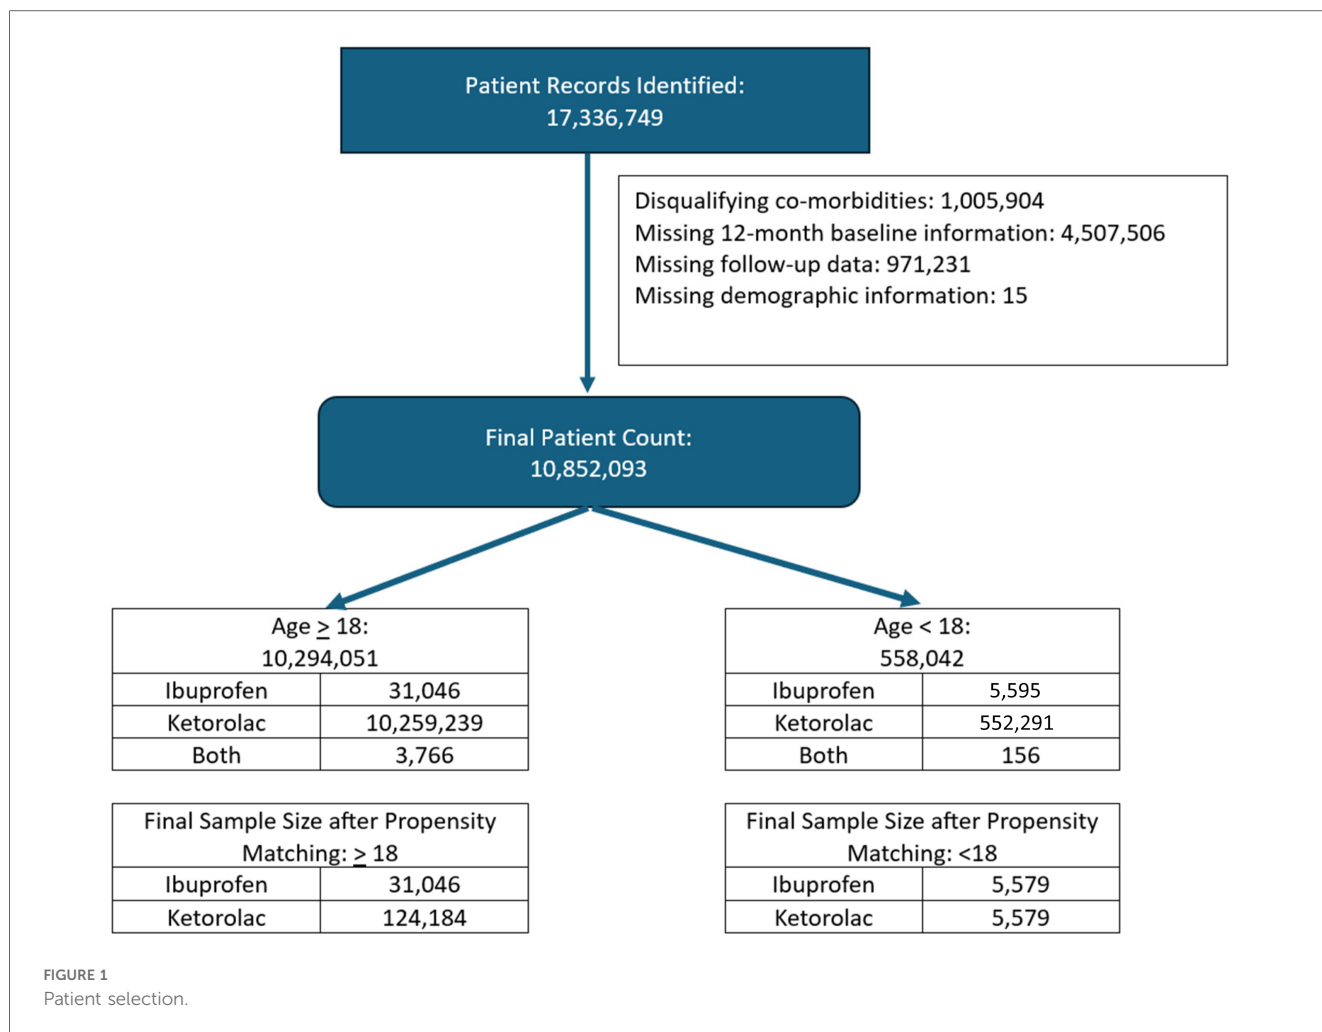 Patient Records Identified:
17,336,749
Disqualifying co-morbidities: 1,005,904
Missing 12-month baseline information: 4,507,506
Missing follow-up data: 971,231
Missing demographic information: 15
Final Patient Count:
10,852,093
Age ≥ 18:
10,294,051
Ibuprofen 31,046
Ketorolac 10,259,239
Both 3,766
Age < 18:
558,042
Ibuprofen 5,595
Ketorolac 552,291
Both 156
Final Sample Size after Propensity
Matching: ≥ 18
Ibuprofen 31,046
Ketorolac 124,184
Final Sample Size after Propensity
Matching: <18
Ibuprofen 5,579
Ketorolac 5,579
FIGURE 1
Patient selection.